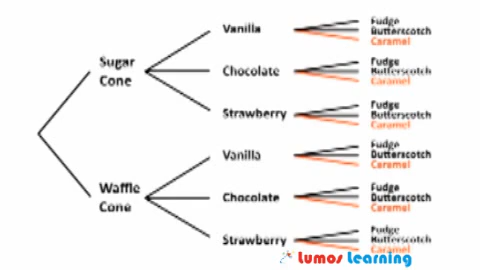 Sugar Cone
Vanilla
Fudge
Butterscotch
Caramel
Chocolate
Fudge
Butterscotch
Caramel
Strawberry
Fudge
Butterscotch
Caramel
Waffle Cone
Vanilla
Fudge
Butterscotch
Caramel
Chocolate
Fudge
Butterscotch
Caramel
Strawberry
Fudge
Butterscotch
Caramel
Lumos Learning